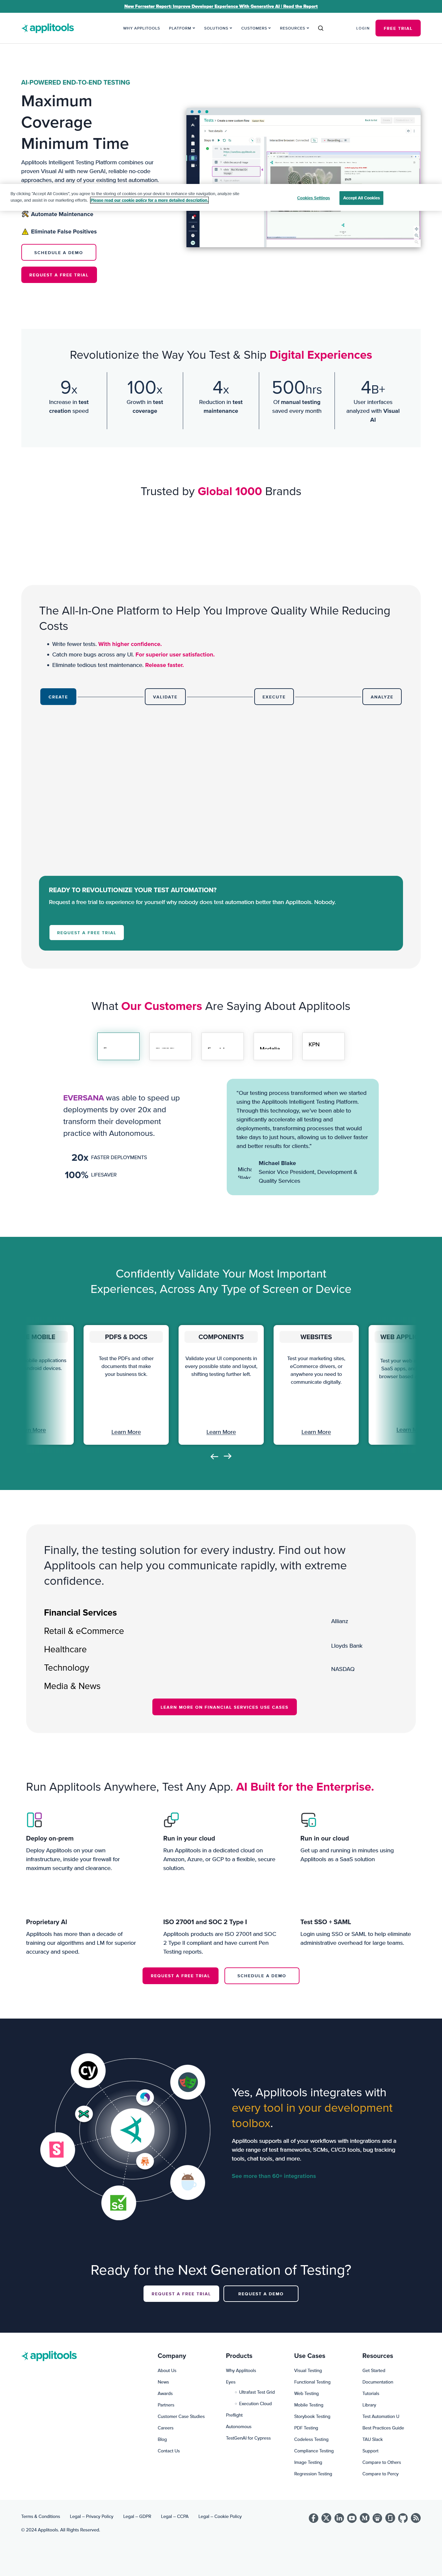 New Forrester Report: Improve Developer Experience With Generative AI | Read the Report
applitools
WHY APPLITOOLS
PLATFORM
SOLUTIONS
CUSTOMERS
RESOURCES
LOGIN
FREE TRIAL
AI-POWERED END-TO-END TESTING
Maximum
Coverage
Minimum Time
Applitools Intelligent Testing Platform combines our
proven Visual AI with new GenAI, reliable no-code
approaches, and any of your existing test automation.
By clicking "Accept All Cookies", you agree to the storing of cookies on your device to enhance site navigation, analyze site
usage, and assist in our marketing efforts. Please read our cookie policy for a more detailed description.
Cookies Settings
Accept All Cookies
Automate Maintenance
Eliminate False Positives
SCHEDULE A DEMO
REQUEST A FREE TRIAL
Revolutionize the Way You Test & Ship Digital Experiences
9x
Increase in test
creation speed
100x
Growth in test
coverage
4x
Reduction in test
maintenance
500hrs
Of manual testing
saved every month
4B+
User interfaces
analyzed with Visual
AI
Trusted by Global 1000 Brands
The All-In-One Platform to Help You Improve Quality While Reducing
Costs
• Write fewer tests. With higher confidence.
• Catch more bugs across any UI. For superior user satisfaction.
• Eliminate tedious test maintenance. Release faster.
CREATE
VALIDATE
EXECUTE
ANALYZE
READY TO REVOLUTIONIZE YOUR TEST AUTOMATION?
Request a free trial to experience for yourself why nobody does test automation better than Applitools. Nobody.
REQUEST A FREE TRIAL
What Our Customers Are Saying About Applitools
KPN
EVERSANA was able to speed up
deployments by over 20x and
transform their development
practice with Autonomous.
20x FASTER DEPLOYMENTS
100% LIFESAVER
"Our testing process transformed when we started
using the Applitools Intelligent Testing Platform.
Through this technology, we've been able to
significantly accelerate all testing and
deployments, transforming processes that would
take days to just hours, allowing us to deliver faster
and better results for clients."
Michael Blake
Senior Vice President, Development &
Quality Services
Confidently Validate Your Most Important
Experiences, Across Any Type of Screen or Device
MOBILE
Learn More
PDFS & DOCS
Test the PDFs and other
documents that make
your business tick.
Learn More
COMPONENTS
Validate your UI components in
every possible state and layout,
shifting testing further left.
Learn More
WEBSITES
Test your marketing sites,
eCommerce drivers, or
anywhere you need to
communicate digitally.
Learn More
Finally, the testing solution for every industry. Find out how
Applitools can help you communicate rapidly, with extreme
confidence.
Financial Services
Retail & eCommerce
Healthcare
Technology
Media & News
Allianz
Lloyds Bank
NASDAQ
LEARN MORE ON FINANCIAL SERVICES USE CASES
Run Applitools Anywhere, Test Any App. AI Built for the Enterprise.
Deploy on-prem
Deploy Applitools on your own
infrastructure, inside your firewall for
maximum security and clearance.
Run in your cloud
Run Applitools in a dedicated cloud on
Amazon, Azure, or GCP to a flexible, secure
solution.
Run in our cloud
Get up and running in minutes using
Applitools as a SaaS solution
Proprietary AI
Applitools has more than a decade of
training our algorithms and LM for superior
accuracy and speed,
ISO 27001 and SOC 2 Type I
Applitools products are ISO 27001 and SOC
2 Type II compliant and have current Pen
Testing reports.
Test SSO + SAML
Login using SSO or SAML to help eliminate
administrative overhead for large teams.
REQUEST A FREE TRIAL
SCHEDULE A DEMO
cy
Se
Yes, Applitools integrates with
every tool in your development
toolbox.
Applitools supports all of your workflows with integrations and a
wide range of test frameworks, SCMs, CI/CD tools, bug tracking
tools, chat tools, and more.
See more than 60+ integrations
Ready for the Next Generation of Testing?
REQUEST A FREE TRIAL
REQUEST A DEMO
applitools
Company
About Us
News
Awards
Partners
Customer Case Studies
Careers
Blog
Contact Us
Products
Why Applitools
Eyes
Ultrafast Test Grid
Execution Cloud
Preflight
Autonomous
TestGenAI for Cypress
Use Cases
Visual Testing
Functional Testing
Web Testing
Mobile Testing
Storybook Testing
PDF Testing
Codeless Testing
Compliance Testing
Image Testing
Regression Testing
Resources
Get Started
Documentation
Tutorials
Library
Test Automation U
Best Practices Guide
TAU Slack
Support
Compare to Others
Compare to Percy
Terms & Conditions
Legal – Privacy Policy
Legal – GDPR
Legal – CCPA
Legal – Cookie Policy
© 2024 Applitools. All Rights Reserved.